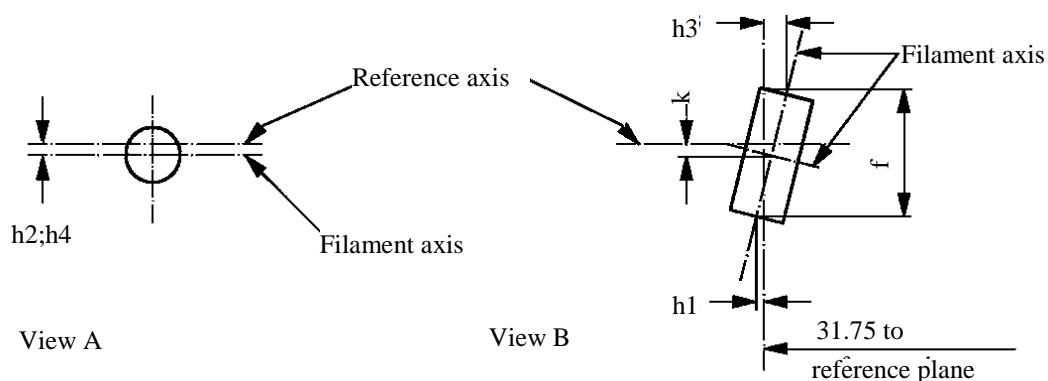 h3
Filament axis
Reference axis
k
f
h2;h4
Filament axis
h1
View A
View B
31.75 to
reference plane